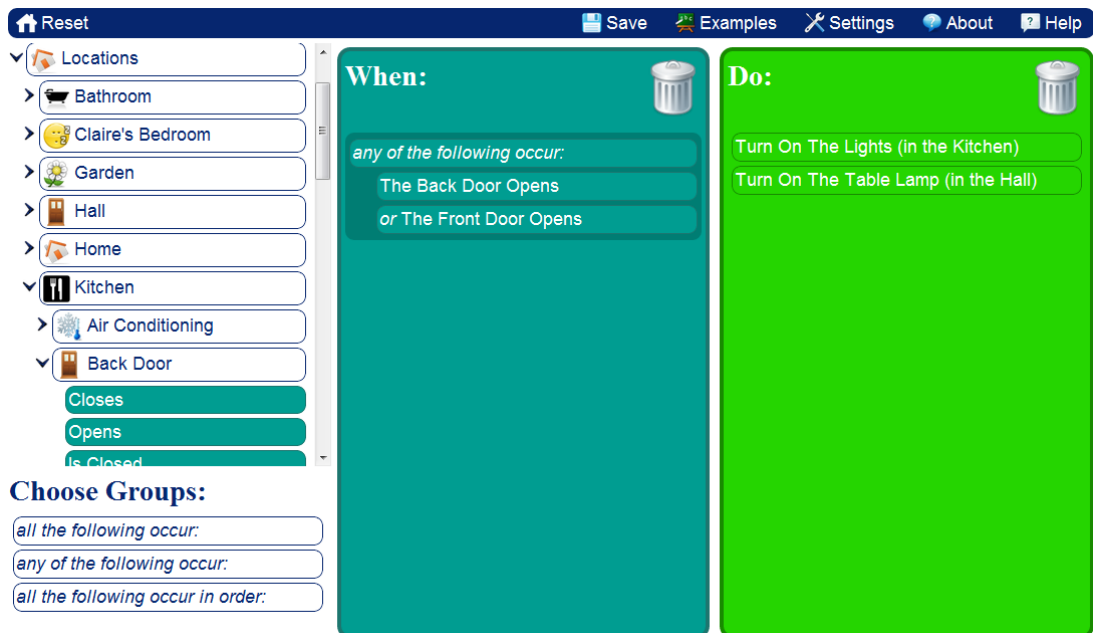 Reset
Save
Examples
Settings
About
Help
Locations
Bathroom
Claire's Bedroom
Garden
Hall
Home
Kitchen
Air Conditioning
Back Door
Closes
Opens
Is Closed
Choose Groups:
all the following occur:
any of the following occur:
all the following occur in order:
When:
any of the following occur:
The Back Door Opens
or The Front Door Opens
Do:
Turn On The Lights (in the Kitchen)
Turn On The Table Lamp (in the Hall)